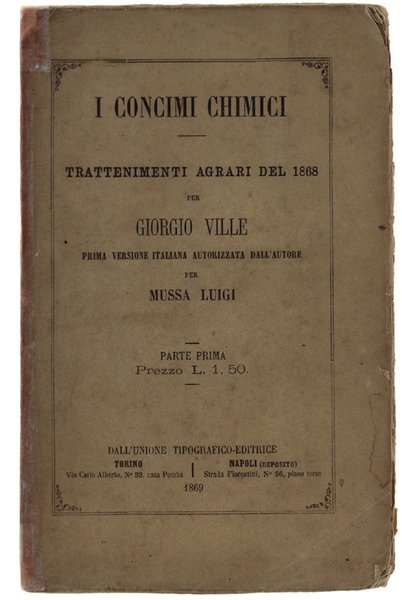 I CONCIMI CHIMICI
TRATTENIMENTI AGRARI DEL 1868
PER
GIORGIO VILLE
PRIMA VERSIONE ITALIANA AUTORIZZATA DALL'AUTORE
PER
MUSSA LUIGI
PARTE PRIMA
Prezzo L. 1. 50.
DALL'UNIONE TIPOGRAFICO-EDITRICE
TORINO
Via Carlo Alberto, Nº 33, casa Pomba
NAPOLI (DEPOSITO)
Strada Fiorentini, Nº 26, piano terzo
1869